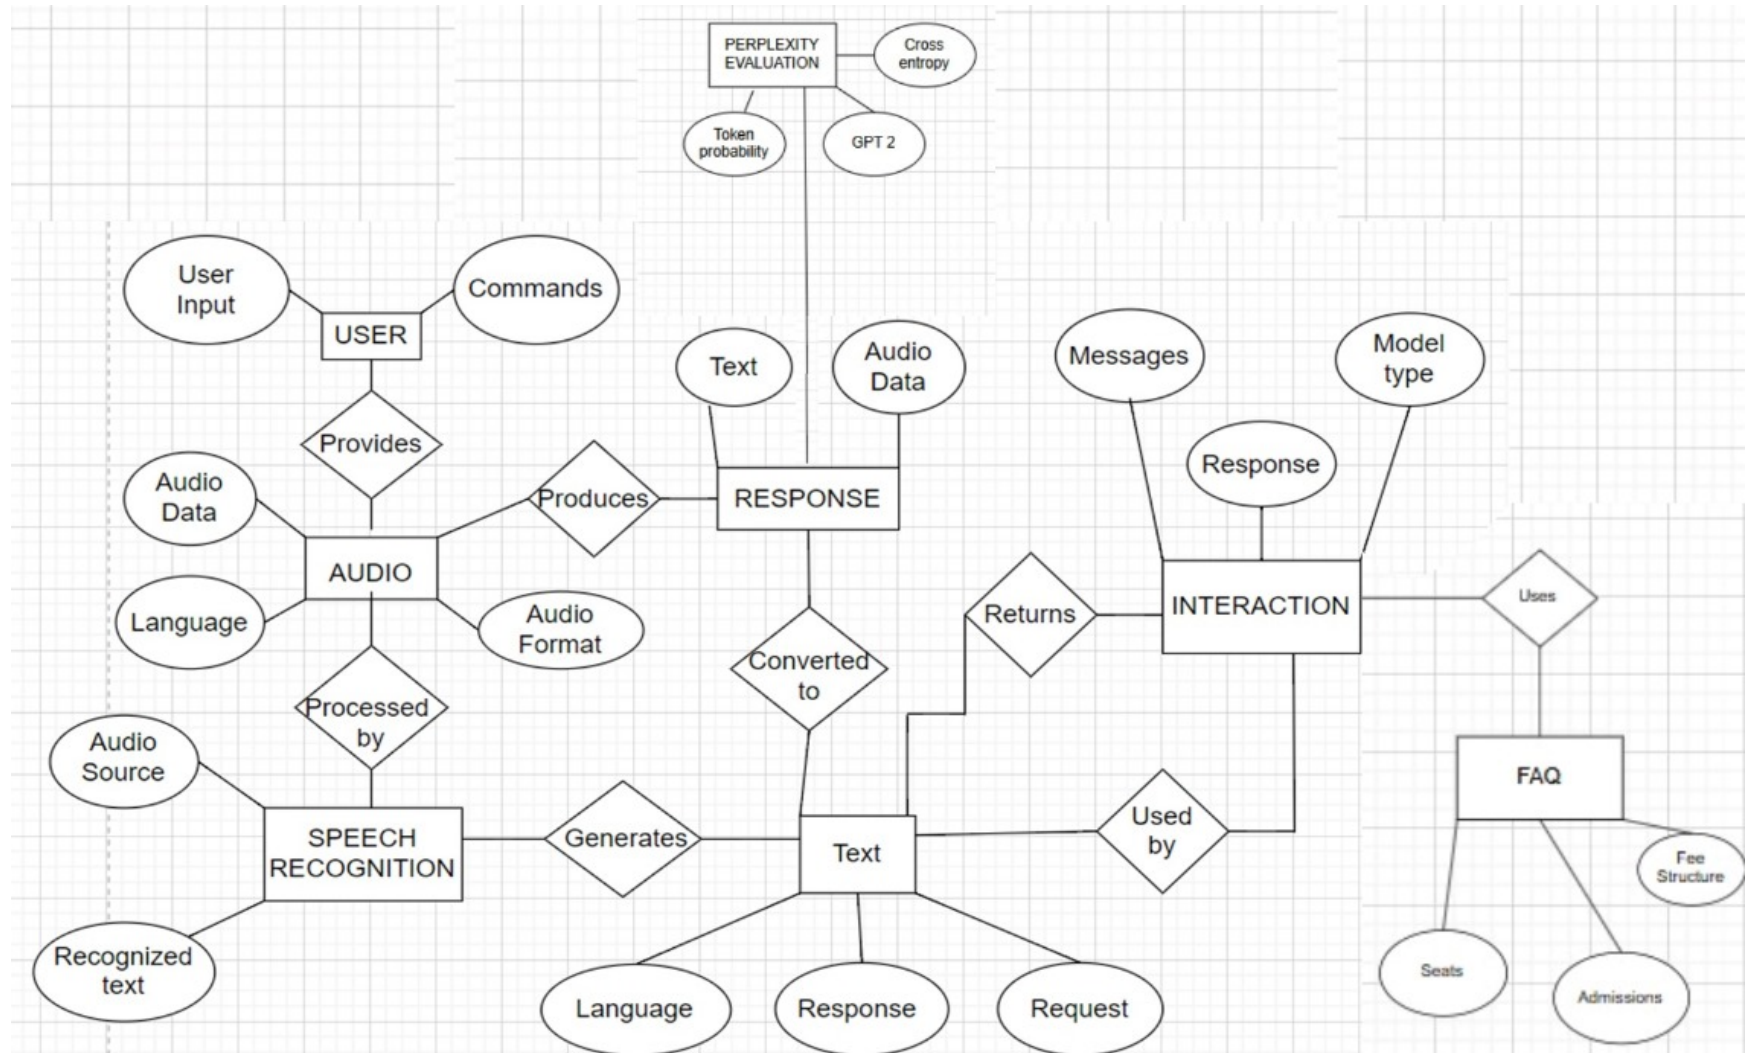 PERPLEXITY
EVALUATION
Cross
entropy
Token
probability
GPT 2
User
Input
Commands
USER
Text
Audio
Data
Messages
Model
type
Provides
Response
Audio
Data
Produces
RESPONSE
AUDIO
Language
Audio
Format
Returns
INTERACTION
Uses
Converted
to
Processed
by
Audio
Source
FAQ
SPEECH
RECOGNITION
Generates
Text
Used
by
Fee
Structure
Recognized
text
Language
Response
Request
Seats
Admissions